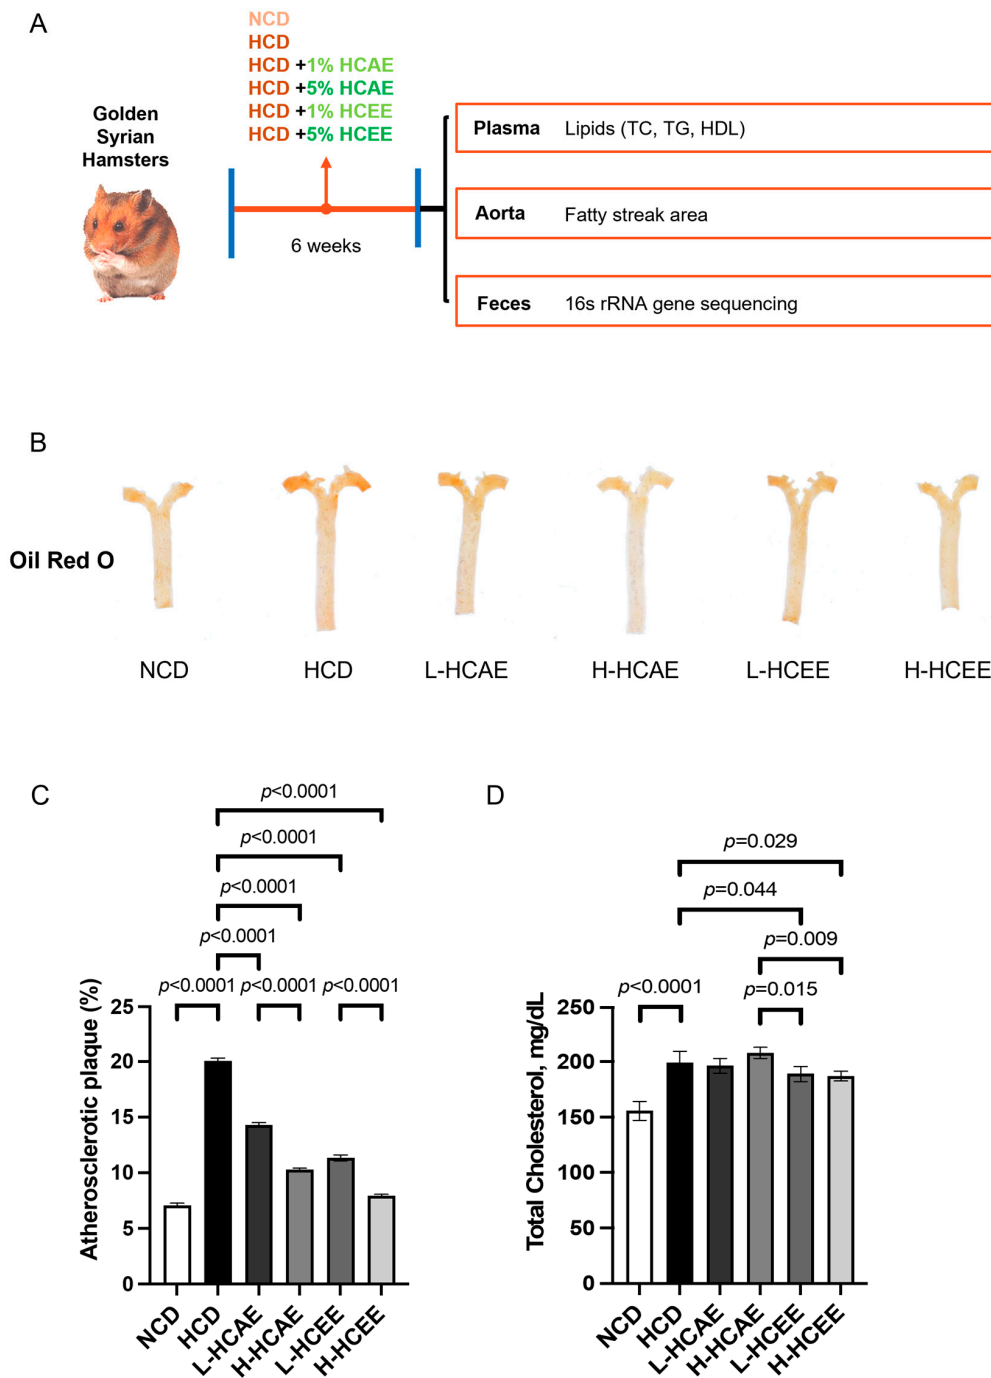 A
NCD
HCD
HCD +1% HCAE
HCD +5% HCAE
HCD +1% HCEE
HCD +5% HCEE
Golden
Syrian
Hamsters
6 weeks
Plasma Lipids (TC, TG, HDL)
Aorta Fatty streak area
Feces 16s rRNA gene sequencing
B
Oil Red O
NCD HCD L-HCAE H-HCAE L-HCEE H-HCEE
C
p<0.0001
p<0.0001
p<0.0001
p<0.0001
p<0.0001 p<0.0001 p<0.0001
Atherosclerotic plaque (%)
25
20
15
10
5
0
NCD HCD L-HCAE H-HCAE L-HCEE H-HCEE
D
p=0.029
p=0.044
p=0.009
p<0.0001 p=0.015
Total Cholesterol, mg/dL
250
200
150
100
50
0
NCD HCD L-HCAE H-HCAE L-HCEE H-HCEE